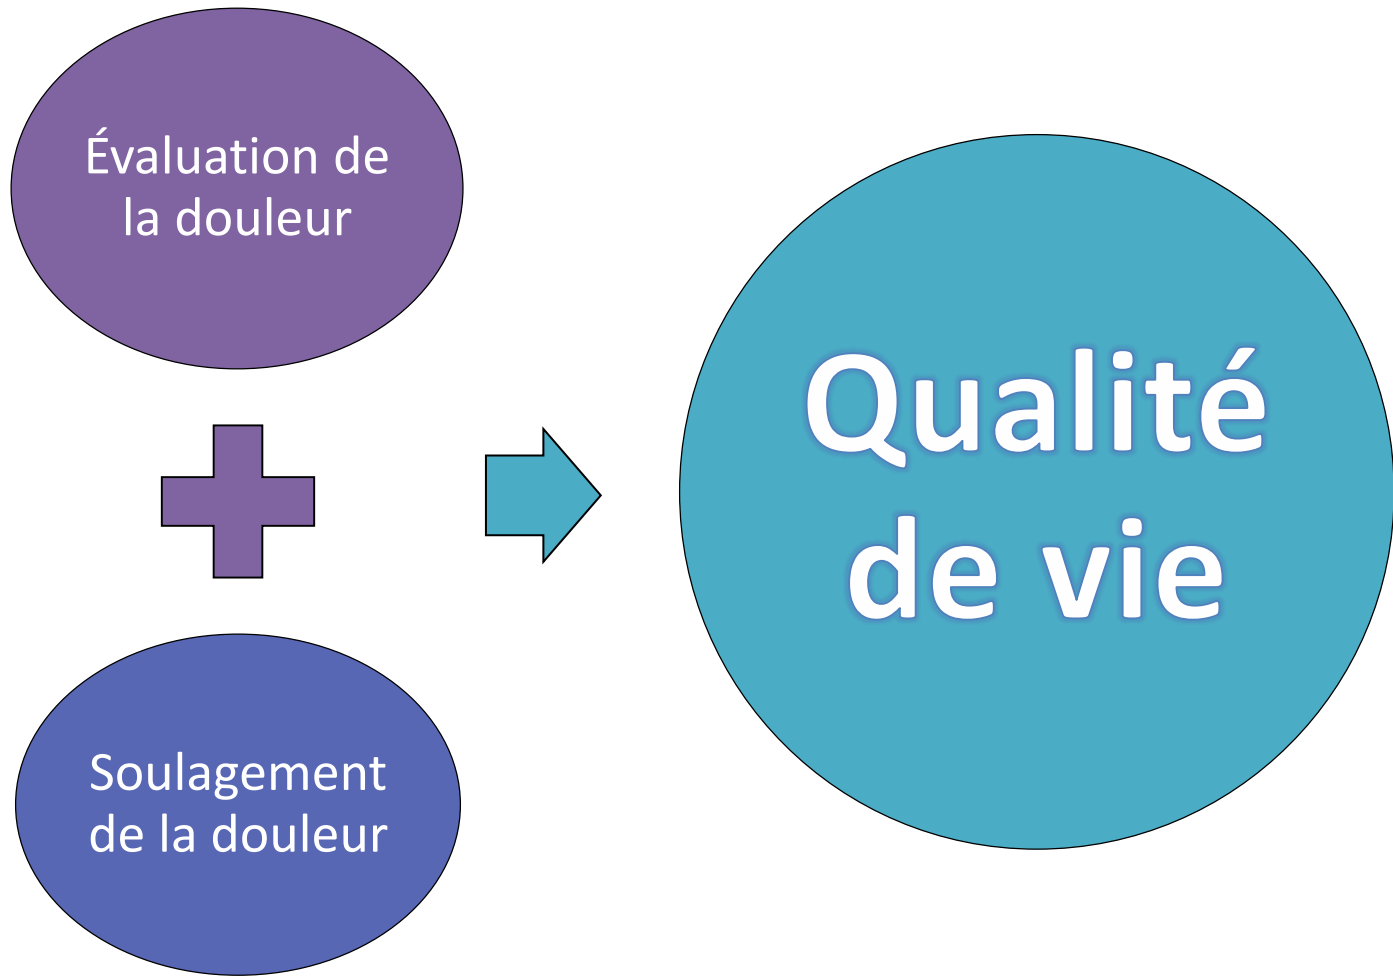 Évaluation de
la douleur
Soulagement
de la douleur
Qualité
de vie